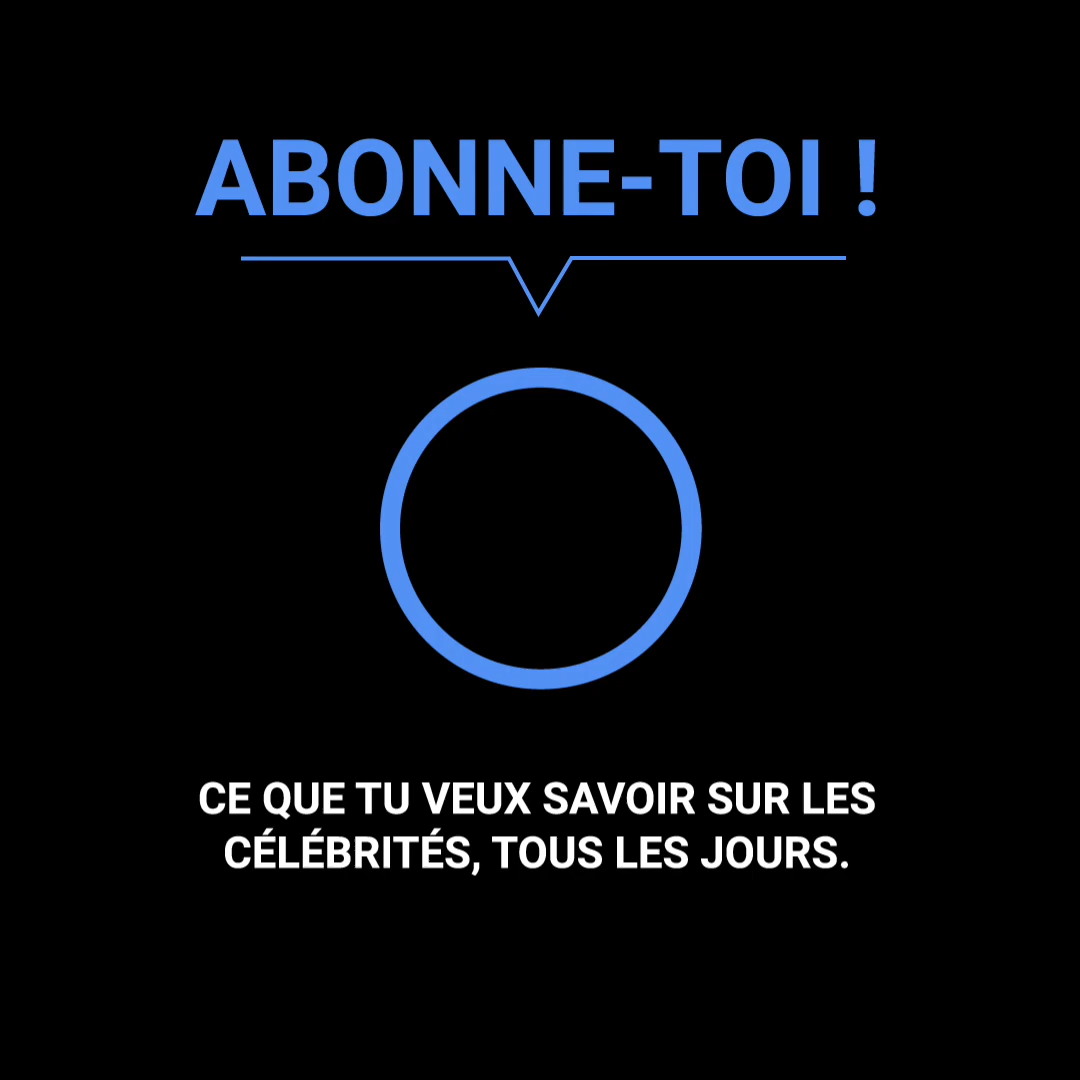 ABONNE-TOI !
CE QUE TU VEUX SAVOIR SUR LES
CÉLÉBRITÉS, TOUS LES JOURS.